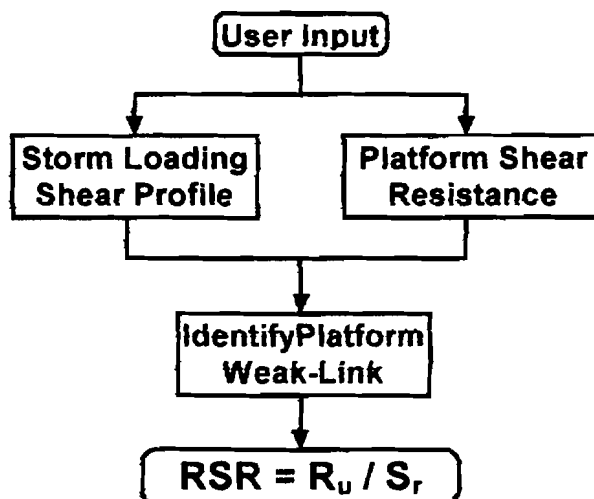 User Input
Storm Loading
Shear Profile
Platform Shear
Resistance
IdentifyPlatform
Weak-Link
RSR = Rᵤ / Sᵣ